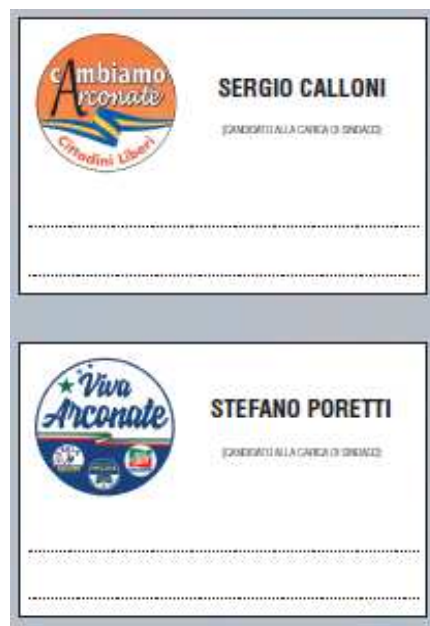 cAmbiamo
Arconate
Cittadini Liberi
SERGIO CALLONI
(CANDIDATO ALLA CARICA DI SINDACO)
Viva
Arconate
STEFANO PORETTI
(CANDIDATO ALLA CARICA DI SINDACO)